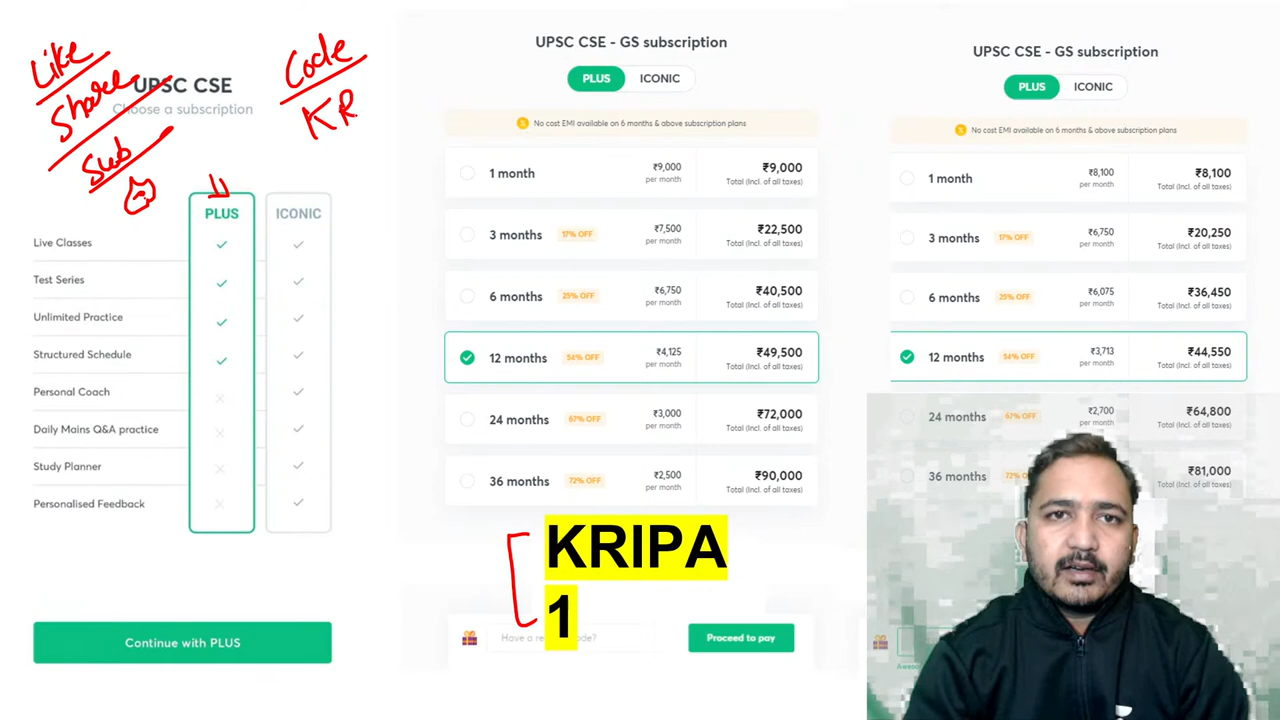 Like
Share
Sub
Code
KR
UPSC CSE
Choose a subscription
PLUS ICONIC
Live Classes
Test Series
Unlimited Practice
Structured Schedule
Personal Coach
Daily Mains Q&A practice
Study Planner
Personalised Feedback
Continue with PLUS
UPSC CSE - GS subscription
PLUS ICONIC
No cost EMI available on 6 months & above subscription plans
1 month ₹9,000 per month ₹9,000 Total (Incl. of all taxes)
3 months 17% OFF ₹7,500 per month ₹22,500 Total (Incl. of all taxes)
6 months 25% OFF ₹6,750 per month ₹40,500 Total (Incl. of all taxes)
12 months 54% OFF ₹4,125 per month ₹49,500 Total (Incl. of all taxes)
24 months 67% OFF ₹3,000 per month ₹72,000 Total (Incl. of all taxes)
36 months 72% OFF ₹2,500 per month ₹90,000 Total (Incl. of all taxes)
KRIPA
1
Have a re code?
Proceed to pay
UPSC CSE - GS subscription
PLUS ICONIC
No cost EMI available on 6 months & above subscription plans
1 month ₹8,100 per month ₹8,100 Total (Incl. of all taxes)
3 months 17% OFF ₹6,750 per month ₹20,250 Total (Incl. of all taxes)
6 months 25% OFF ₹6,075 per month ₹36,450 Total (Incl. of all taxes)
12 months 54% OFF ₹3,713 per month ₹44,550 Total (Incl. of all taxes)
24 months 67% OFF ₹2,700 per month ₹64,800 Total (Incl. of all taxes)
36 months 72% ₹81,000 Total (Incl. of all taxes)